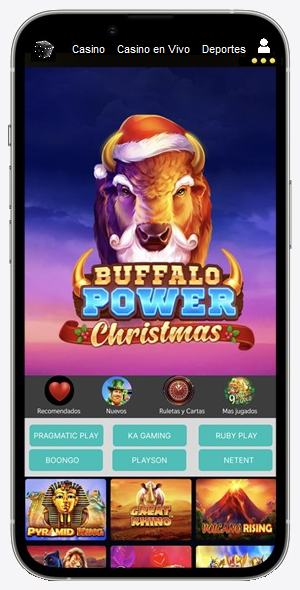 Casino Casino en Vivo Deportes
BUFFALO
POWER
Christmas
Recomendados Nuevos Ruletas y Cartas Mas jugados
PRAGMATIC PLAY KA GAMING RUBY PLAY
BOONGO PLAYSON NETENT
PYRAMID KING GREAT RHINO VOLCANO RISING